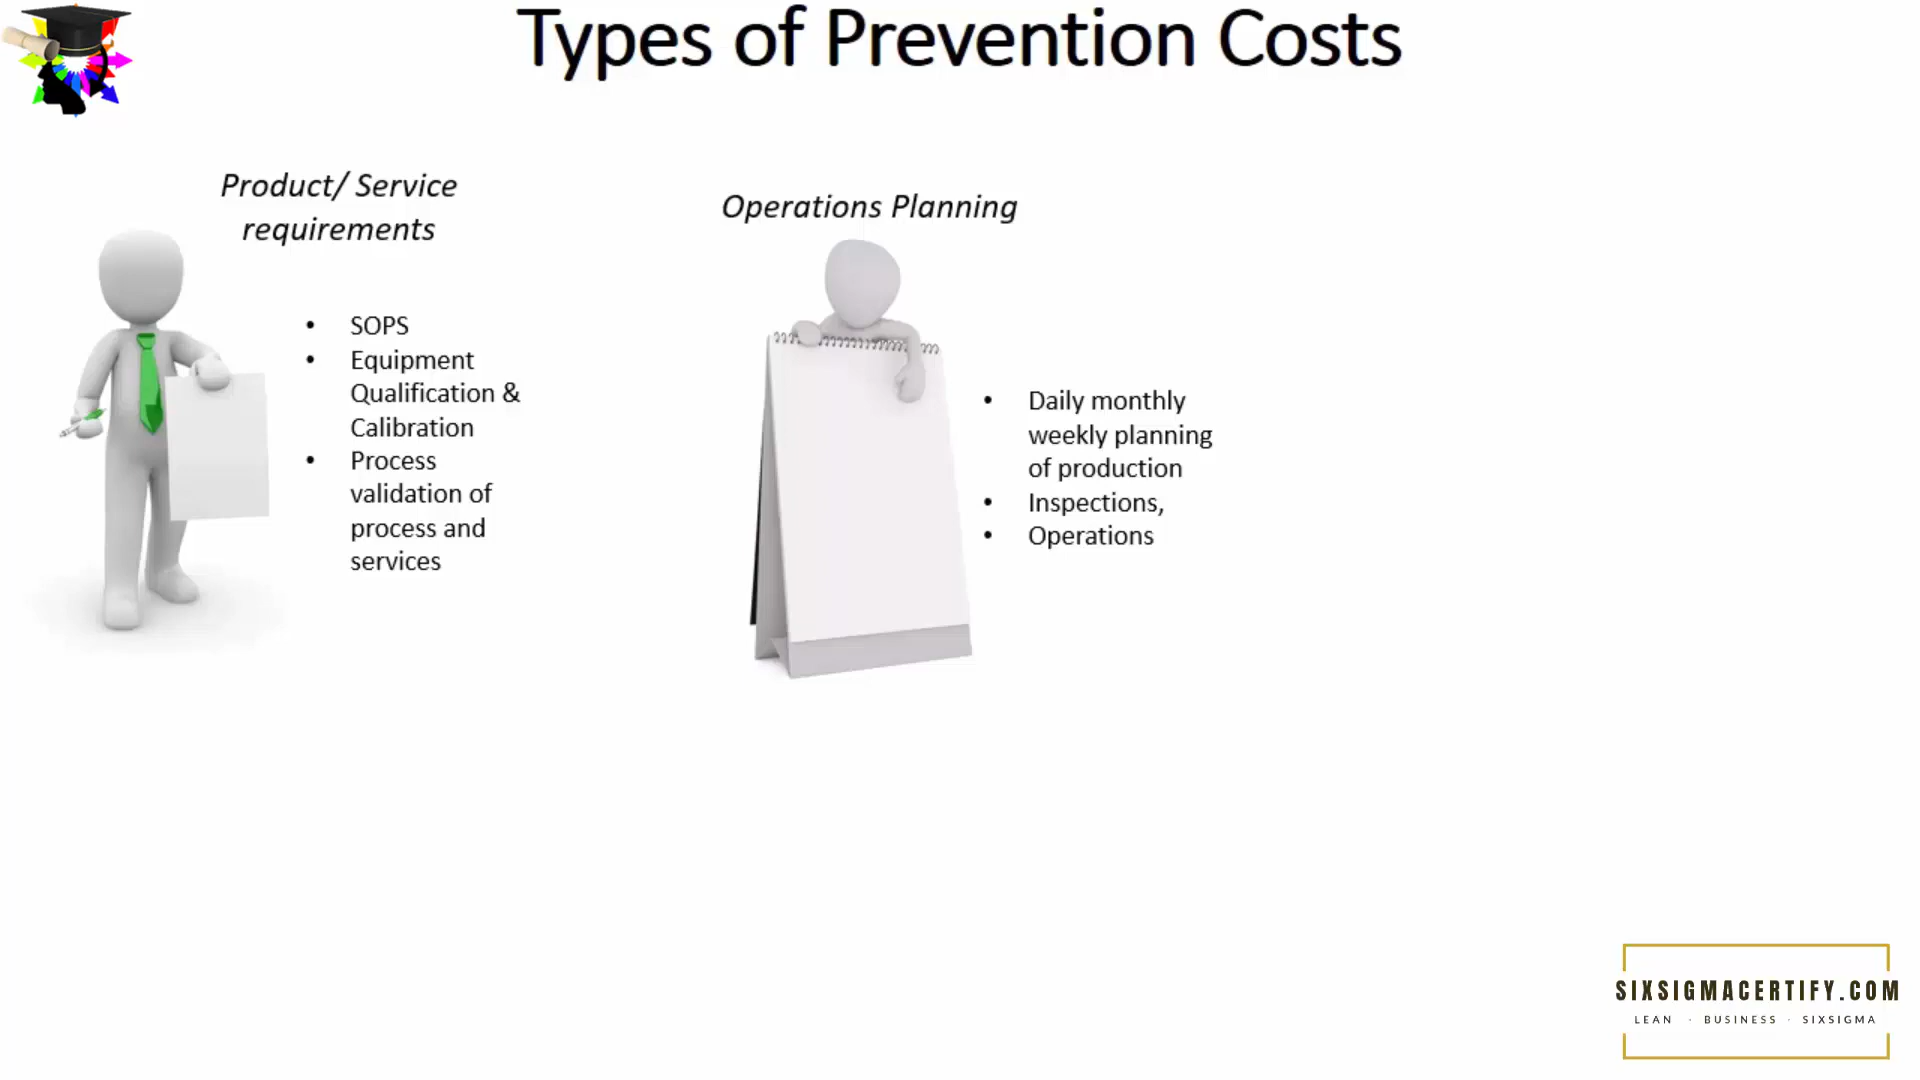 Types of Prevention Costs
Product/ Service
requirements
• SOPS
• Equipment
Qualification &
Calibration
• Process
validation of
process and
services
Operations Planning
• Daily monthly
weekly planning
of production
• Inspections,
• Operations
SIXSIGMACERTIFY.COM
LEAN · BUSINESS · SIXSIGMA